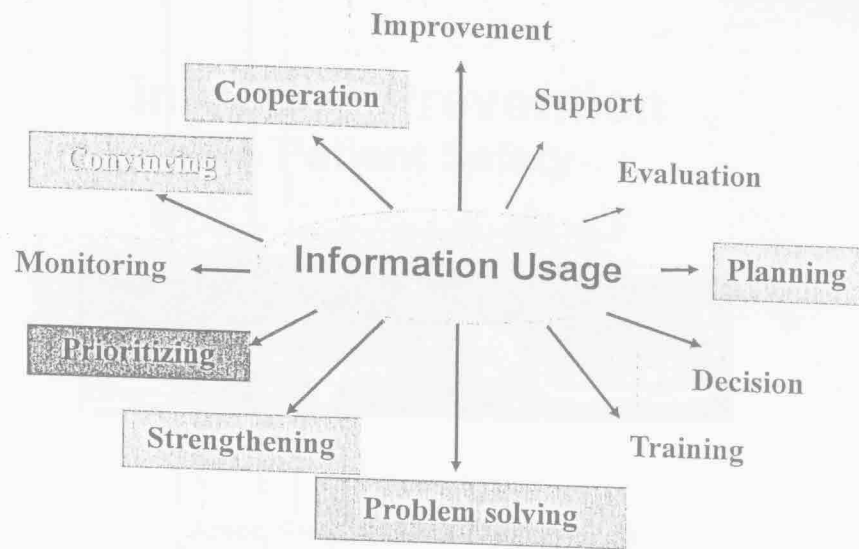 Improvement
Cooperation
Support
Convincing
Evaluation
Monitoring
Information Usage
Planning
Prioritizing
Decision
Strengthening
Training
Problem solving